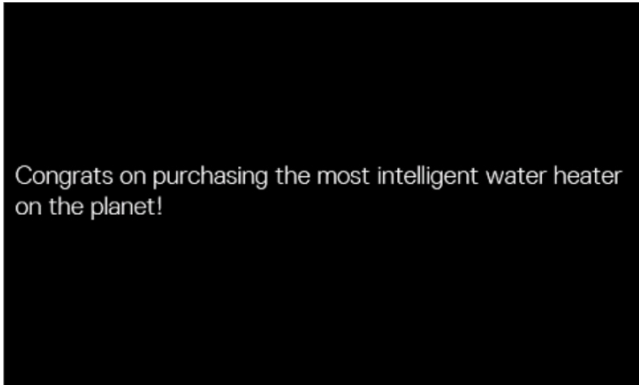 Congrats on purchasing the most intelligent water heater
on the planet!